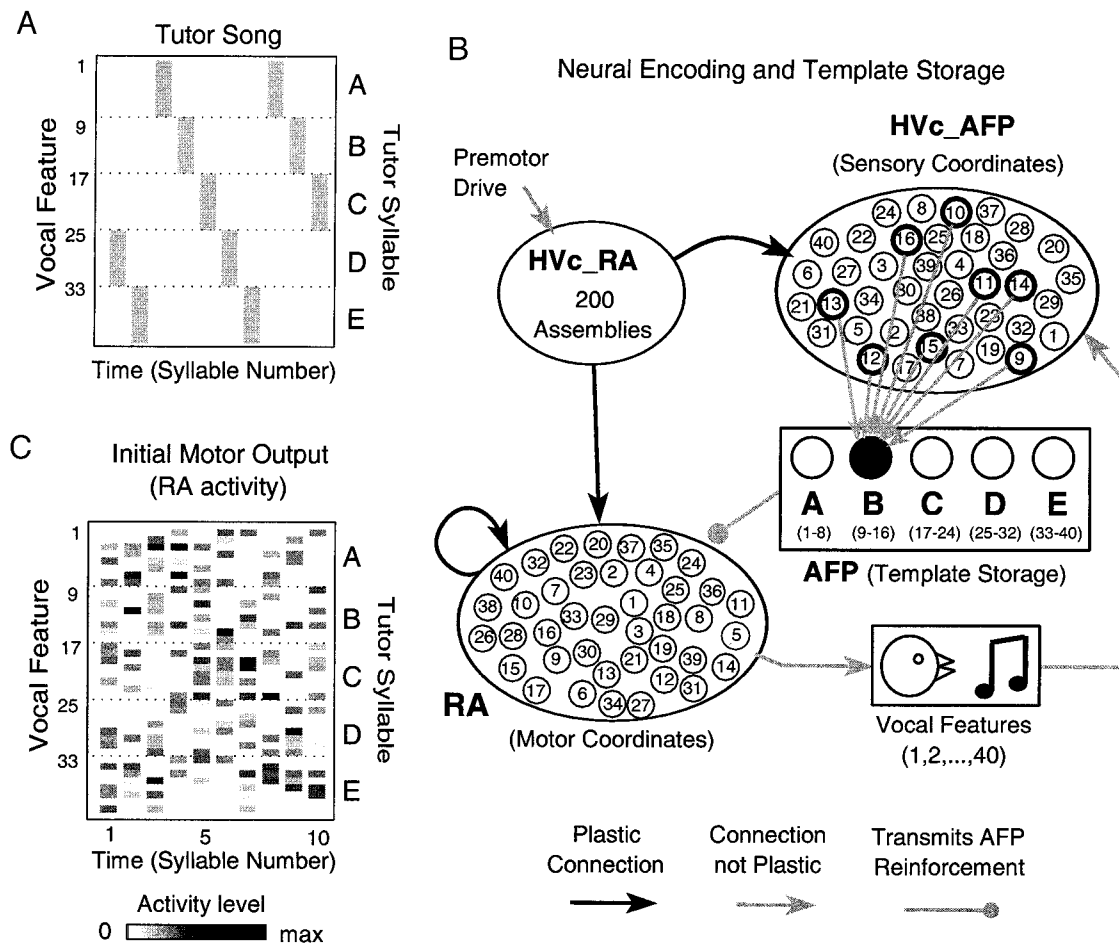 A
Tutor Song
1
9
17
25
33
Vocal Feature
A
B
C
D
E
Tutor Syllable
Time (Syllable Number)
B
Neural Encoding and Template Storage
Premotor
Drive
HVc_RA
200
Assemblies
HVc_AFP
(Sensory Coordinates)
24 8 10 37
40 22 16 25 18 28 20
6 27 3 39 4 36 35
21 13 34 30 26 11 14 29
31 5 2 38 33 23 32 1
12 17 15 7 19 9
A B C D E
(1-8) (9-16) (17-24) (25-32) (33-40)
AFP (Template Storage)
RA
(Motor Coordinates)
32 22 20 37 35 24
40 7 23 2 4 25 36
38 10 33 29 1 18 8 11
26 28 16 30 3 19 5
15 9 13 21 12 39 14
17 6 34 27 31
Vocal Features
(1,2,...,40)
Plastic
Connection
Connection
not Plastic
Transmits AFP
Reinforcement
C
Initial Motor Output
(RA activity)
1
9
17
25
33
Vocal Feature
A
B
C
D
E
Tutor Syllable
1 5 10
Time (Syllable Number)
Activity level
0 max